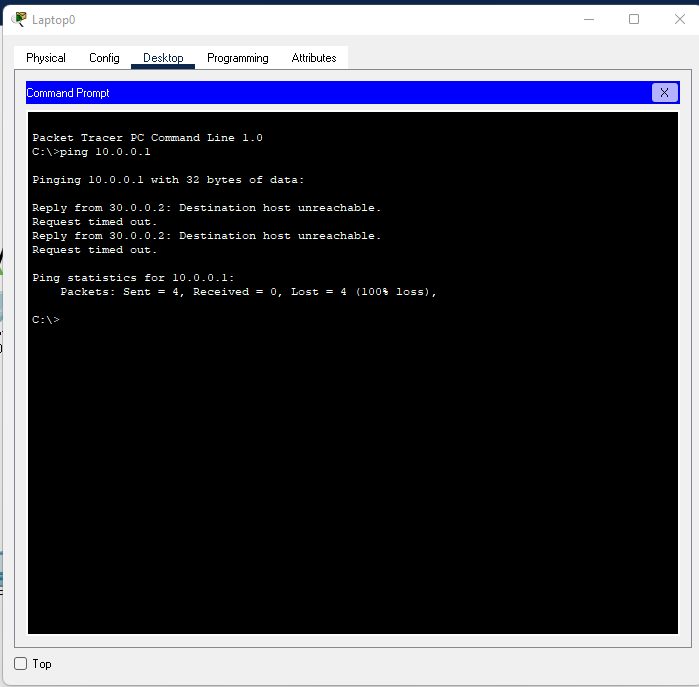 Laptop0
Physical Config Desktop Programming Attributes
Command Prompt X
Packet Tracer PC Command Line 1.0
C:\>ping 10.0.0.1
Pinging 10.0.0.1 with 32 bytes of data:
Reply from 30.0.0.2: Destination host unreachable.
Request timed out.
Reply from 30.0.0.2: Destination host unreachable.
Request timed out.
Ping statistics for 10.0.0.1:
Packets: Sent = 4, Received = 0, Lost = 4 (100% loss),
C:\>
Top